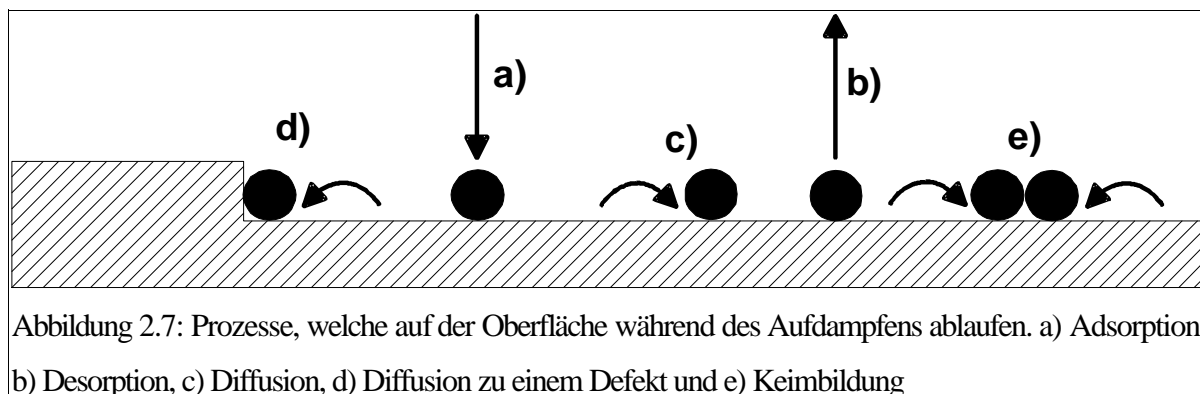 a)
b)
d)
c)
e)
Abbildung 2.7: Prozesse, welche auf der Oberfläche während des Aufdampfens ablaufen. a) Adsorption
b) Desorption, c) Diffusion, d) Diffusion zu einem Defekt und e) Keimbildung